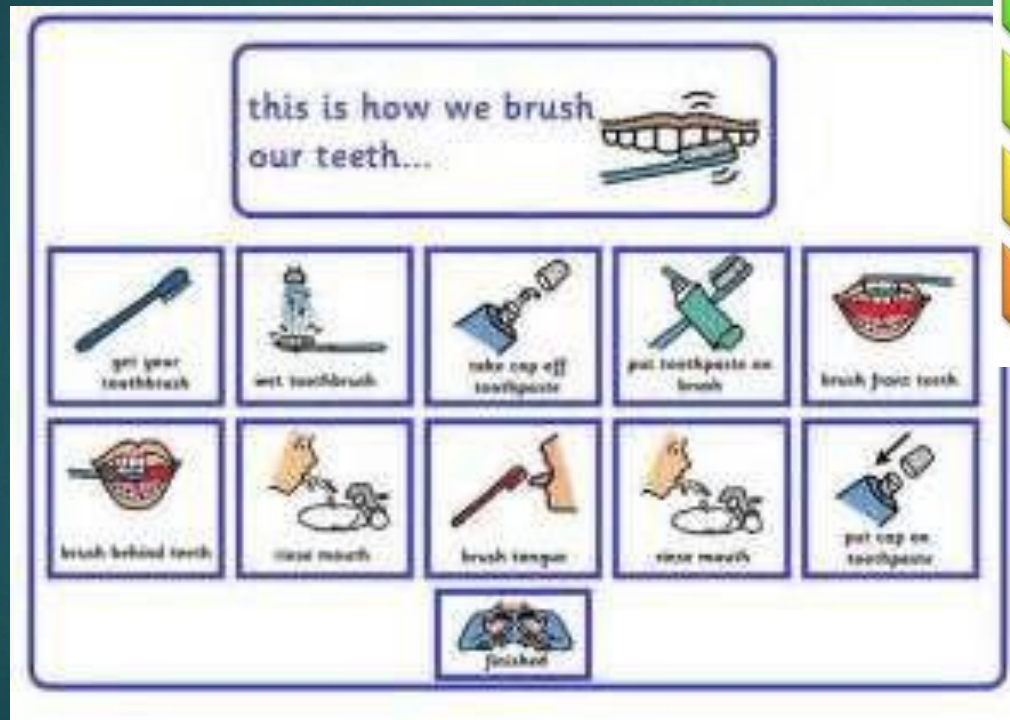 this is how we brush
our teeth...
get your
toothbrush
wet toothbrush
take cap off
toothpaste
put toothpaste on
brush
brush front teeth
brush behind teeth
rinse mouth
brush tongue
rinse mouth
put cap on
toothpaste
finished